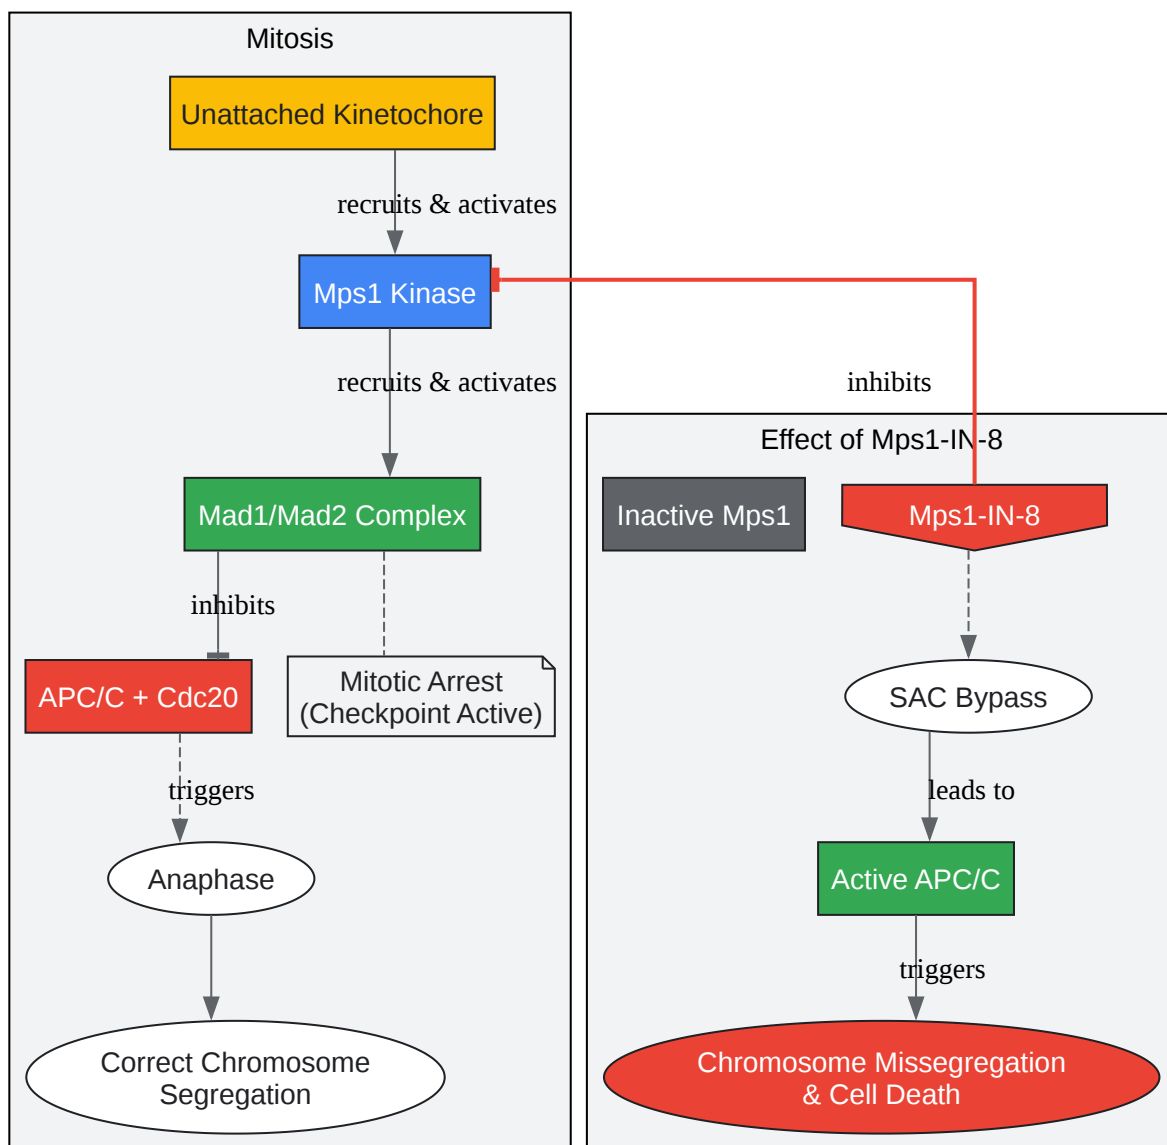 Mitosis
Unattached Kinetochore
recruits & activates
Mps1 Kinase
recruits & activates
Mad1/Mad2 Complex
inhibits
APC/C + Cdc20
Mitotic Arrest
(Checkpoint Active)
triggers
Anaphase
Correct Chromosome
Segregation
inhibits
Effect of Mps1-IN-8
Inactive Mps1
Mps1-IN-8
SAC Bypass
leads to
Active APC/C
triggers
Chromosome Missegregation
& Cell Death